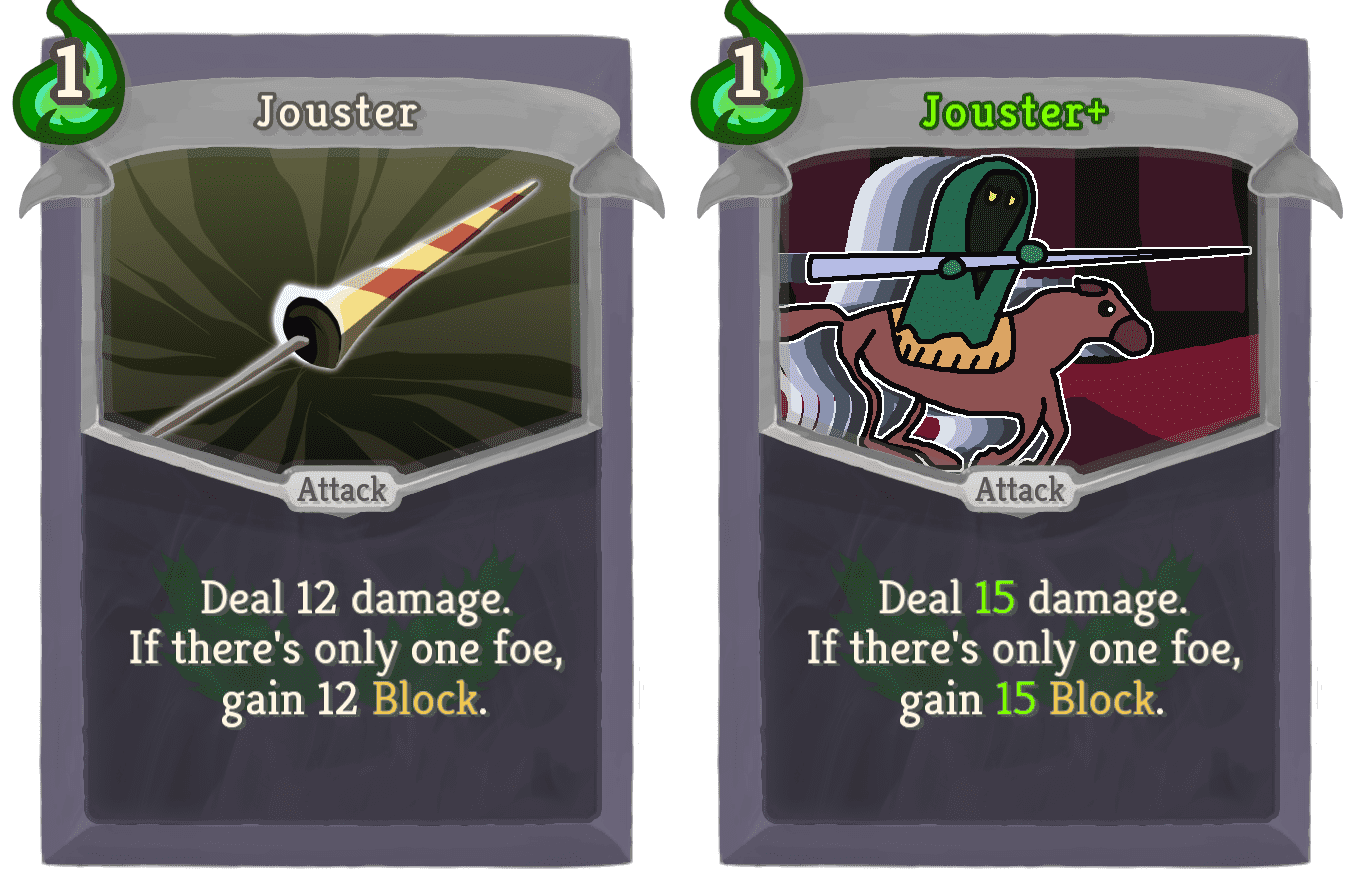 1
Jouster
Attack
Deal 12 damage.
If there's only one foe,
gain 12 Block.
1
Jouster+
Attack
Deal 15 damage.
If there's only one foe,
gain 15 Block.